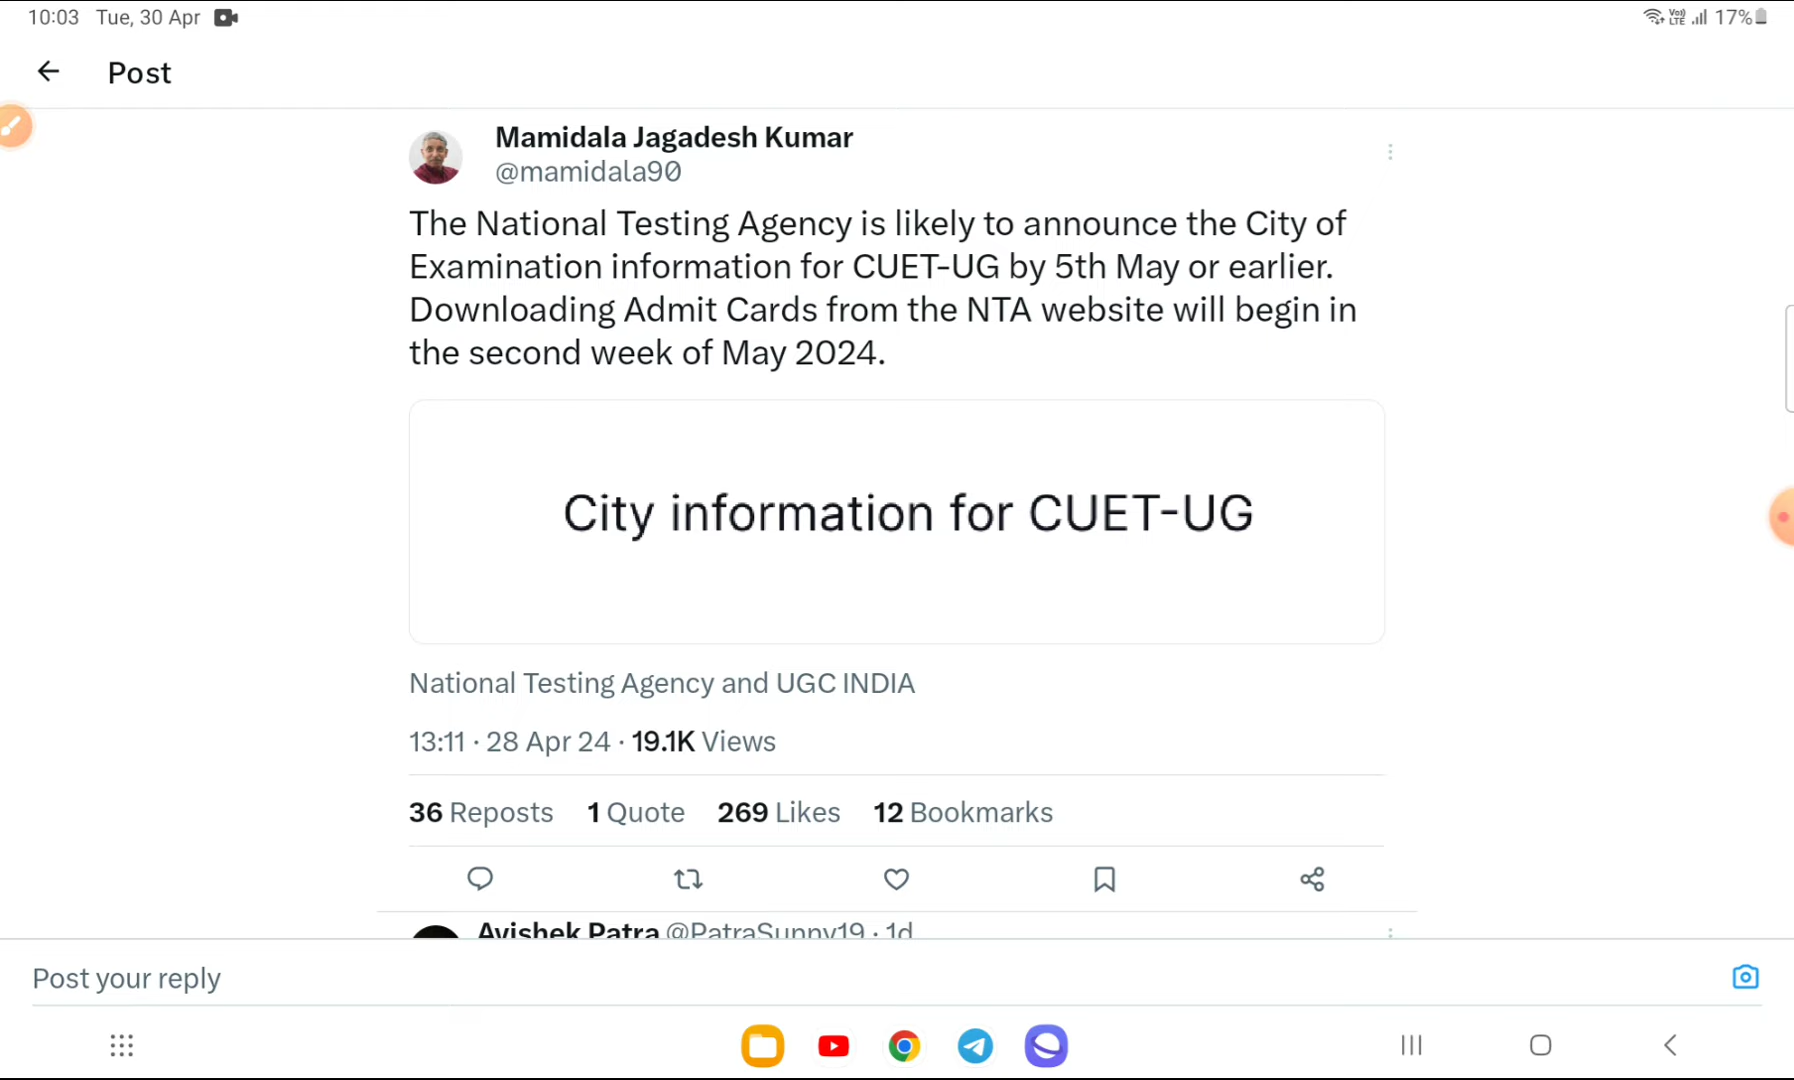 10:03 Tue, 30 Apr
17%
Post
Mamidala Jagadesh Kumar
@mamidala90
The National Testing Agency is likely to announce the City of
Examination information for CUET-UG by 5th May or earlier.
Downloading Admit Cards from the NTA website will begin in
the second week of May 2024.
City information for CUET-UG
National Testing Agency and UGC INDIA
13:11 · 28 Apr 24 · 19.1K Views
36 Reposts 1 Quote 269 Likes 12 Bookmarks
Avishek Patra @PatraSunny19 · 1d
Post your reply